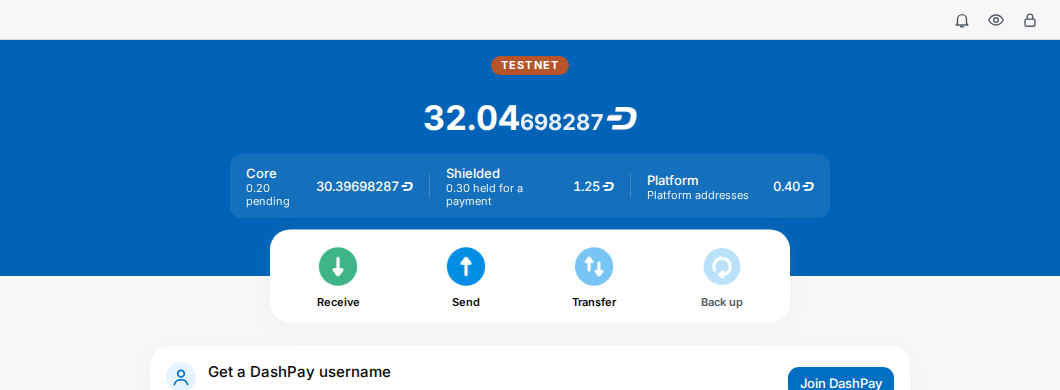 TESTNET
32.04698287
Core
0.20
pending
30.39698287
Shielded
0.30 held for a
payment
1.25
Platform
Platform addresses
0.40
Receive
Send
Transfer
Back up
Get a DashPay username
Join DashPay